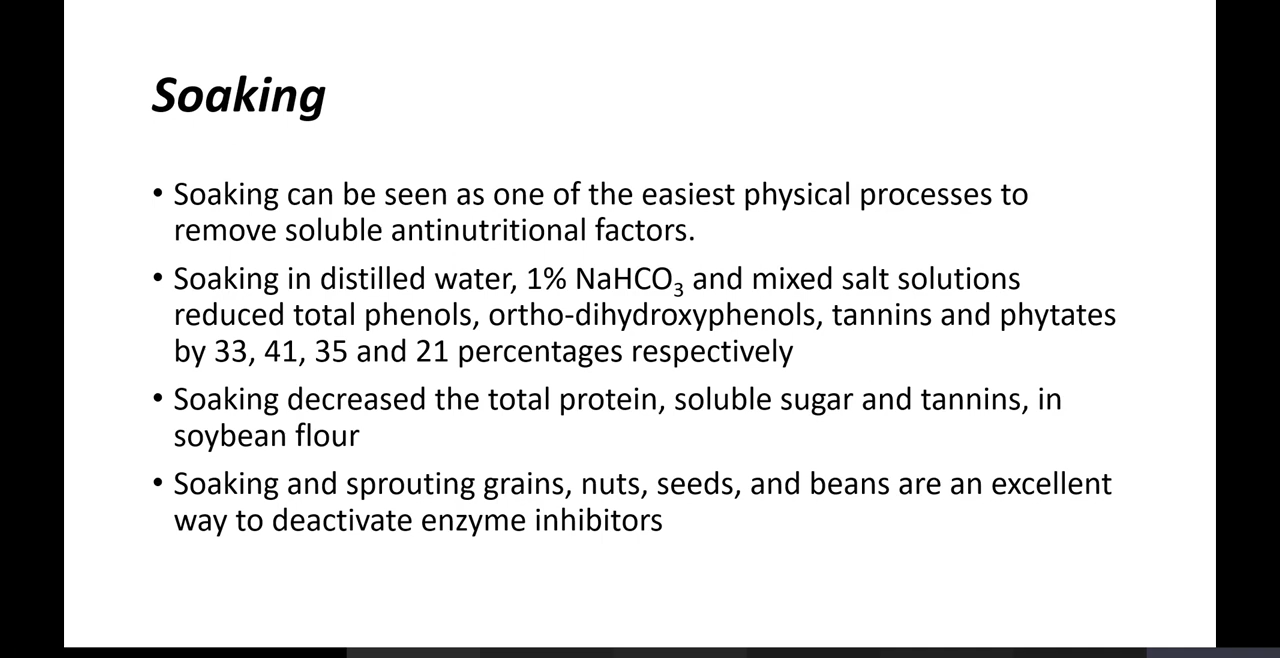 Soaking
• Soaking can be seen as one of the easiest physical processes to
remove soluble antinutritional factors.
• Soaking in distilled water, 1% NaHCO₃ and mixed salt solutions
reduced total phenols, ortho-dihydroxyphenols, tannins and phytates
by 33, 41, 35 and 21 percentages respectively
• Soaking decreased the total protein, soluble sugar and tannins, in
soybean flour
• Soaking and sprouting grains, nuts, seeds, and beans are an excellent
way to deactivate enzyme inhibitors